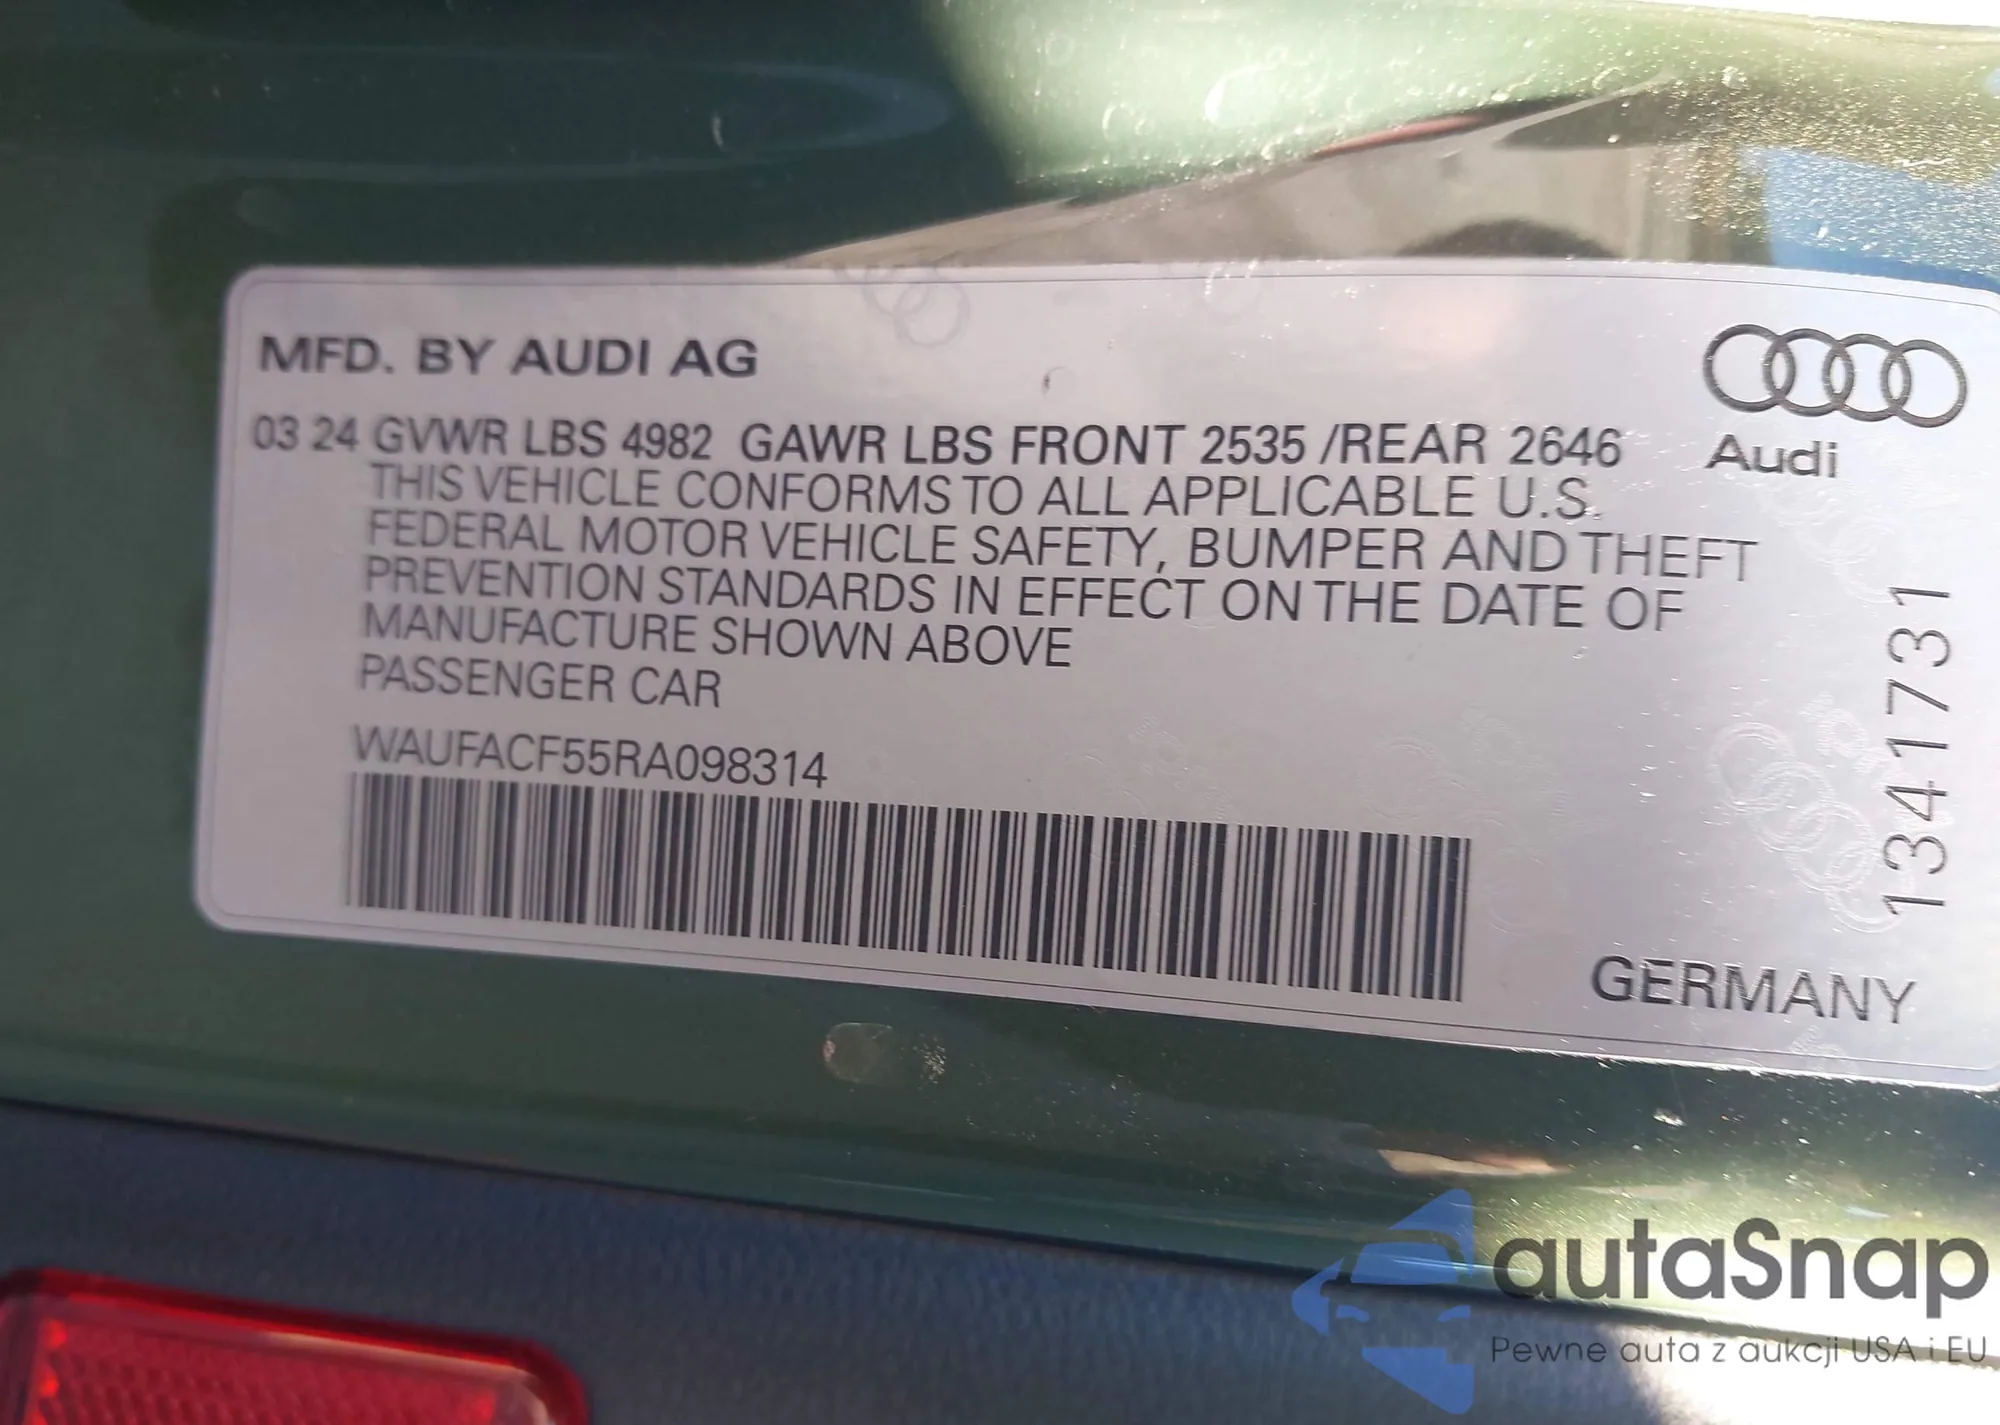 MFD. BY AUDI AG
Audi
03 24 GVWR LBS 4982 GAWR LBS FRONT 2535 /REAR 2646
THIS VEHICLE CONFORMS TO ALL APPLICABLE U.S.
FEDERAL MOTOR VEHICLE SAFETY, BUMPER AND THEFT
PREVENTION STANDARDS IN EFFECT ON THE DATE OF
MANUFACTURE SHOWN ABOVE
PASSENGER CAR
WAUFACF55RA098314
1341731
GERMANY
autaSnap
Pewne auta z aukcji USA i EU